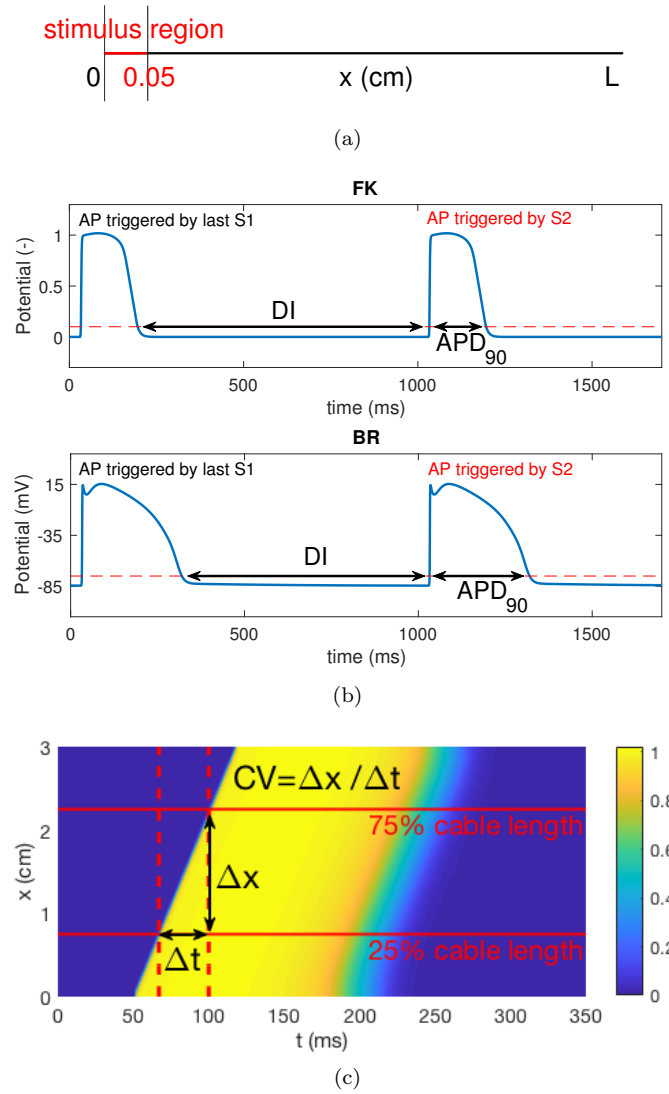 stimulus region
0 0.05 x (cm) L
(a)
FK
AP triggered by last S1 AP triggered by S2
1
0.5
0
Potential (-)
DI
APD90
0 500 1000 1500
time (ms)
BR
AP triggered by last S1 AP triggered by S2
15
-35
-85
Potential (mV)
DI
APD90
0 500 1000 1500
time (ms)
(b)
3
2
1
0
x (cm)
CV=Δx /Δt
75% cable length
Δx
25% cable length
Δt
0 50 100 150 200 250 300 350
t (ms)
1
0.8
0.6
0.4
0.2
0
(c)